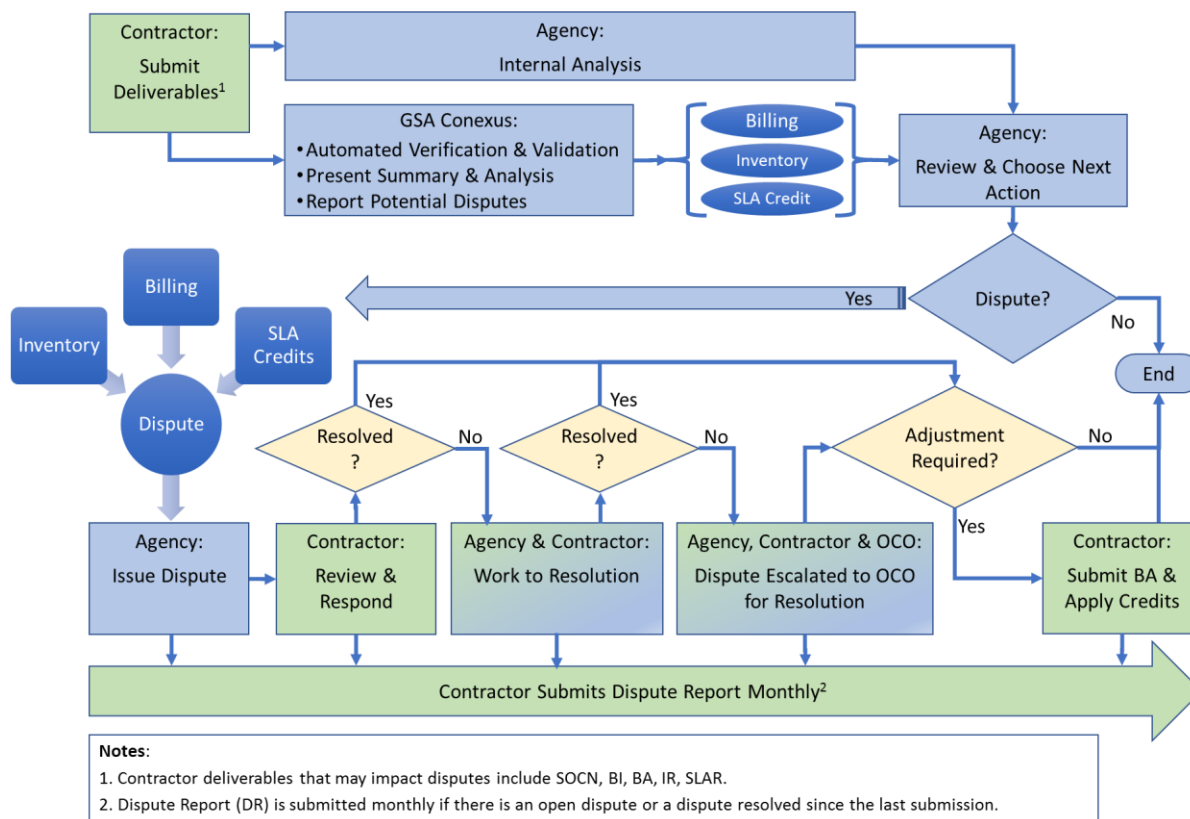 Contractor:
Submit
Deliverables1
Agency:
Internal Analysis
GSA Conexus:
•Automated Verification & Validation
•Present Summary & Analysis
•Report Potential Disputes
Billing
Inventory
SLA Credit
Agency:
Review & Choose Next
Action
Dispute?
Yes
No
End
Billing
Inventory
SLA
Credits
Dispute
Resolved
?
Yes
No
Resolved
?
Yes
No
Adjustment
Required?
No
Yes
Agency:
Issue Dispute
Contractor:
Review &
Respond
Agency & Contractor:
Work to Resolution
Agency, Contractor & OCO:
Dispute Escalated to OCO
for Resolution
Contractor:
Submit BA &
Apply Credits
Contractor Submits Dispute Report Monthly2
Notes:
1. Contractor deliverables that may impact disputes include SOCN, BI, BA, IR, SLAR.
2. Dispute Report (DR) is submitted monthly if there is an open dispute or a dispute resolved since the last submission.